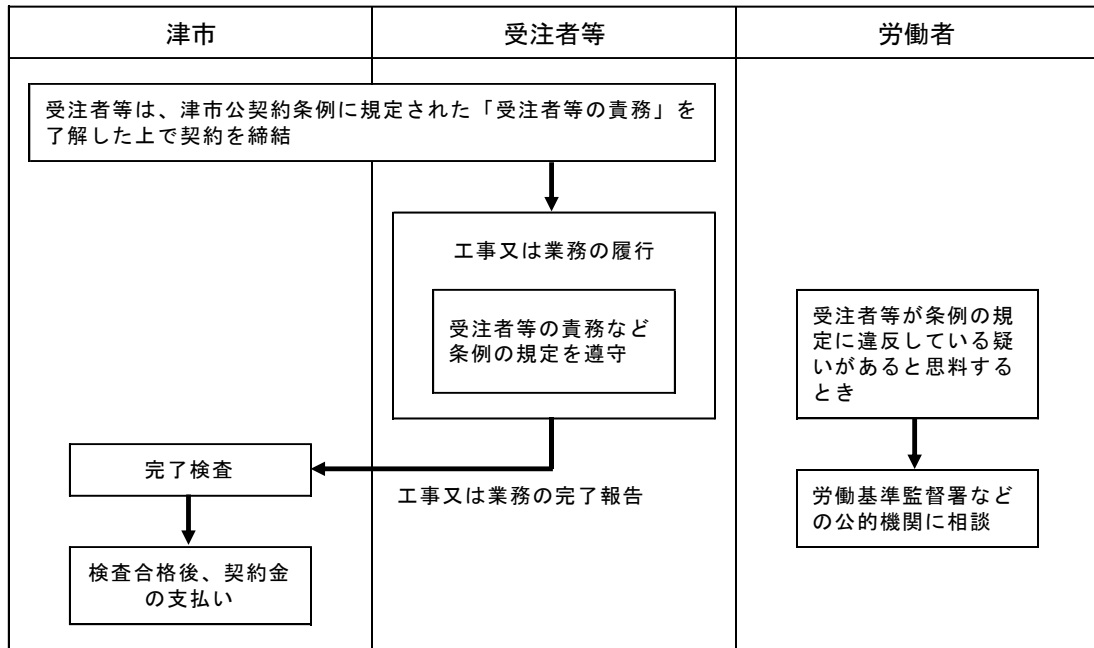 津市
受注者等
労働者
受注者等は、津市公契約条例に規定された「受注者等の責務」を
了解した上で契約を締結
工事又は業務の履行
受注者等の責務など
条例の規定を遵守
受注者等が条例の規
定に違反している疑
いがあると思料する
とき
完了検査
工事又は業務の完了報告
労働基準監督署など
の公的機関に相談
検査合格後、契約金
の支払い